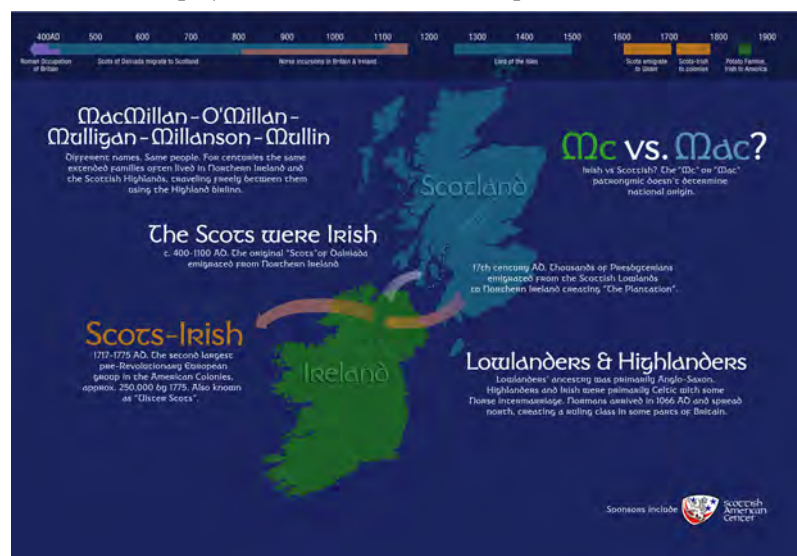 400AD 500 600 700 800 900 1000 1100 1200 1300 1400 1500 1600 1700 1800 1900
Roman Occupation
of Britain
Scots of Dalriada migrate to Scotland
Norse incursions in Britain & Ireland
Lord of the Isles
Scots emigrate
to Ulster
Scots-Irish
to colonies
Potato Famine,
Irish to America
MacMillan-O'Millan-
Mulligan-Millanson-Mullin
Different names. Same people. For centuries the same
extended families often lived in Northern Ireland and
the Scottish Highlands, traveling freely between them
using the Highland birlinn.
Mc vs. Mac?
Irish vs Scottish? The "Mc" or "Mac"
patronymic doesn't determine
national origin.
Scotland
The Scots were Irish
c. 400-1100 AD. The original "Scots"of Dalriada
emigrated from Northern Ireland
17th century AD. Thousands of Presbyterians
emigrated from the Scottish Lowlands
to Northern Ireland creating "The Plantation".
Scots-Irish
1717-1775 AD. The second largest
pre-Revolutionary European
group in the American Colonies,
approx. 250,000 by 1775. Also known
as "Ulster Scots".
Ireland
Lowlanders & Highlanders
Lowlanders' ancestry was primarily Anglo-Saxon.
Highlanders and Irish were primarily Celtic with some
Norse intermarriage. Normans arrived in 1066 AD and spread
north, creating a ruling class in some parts of Britain.
Sponsors include
Scottish
American
Center